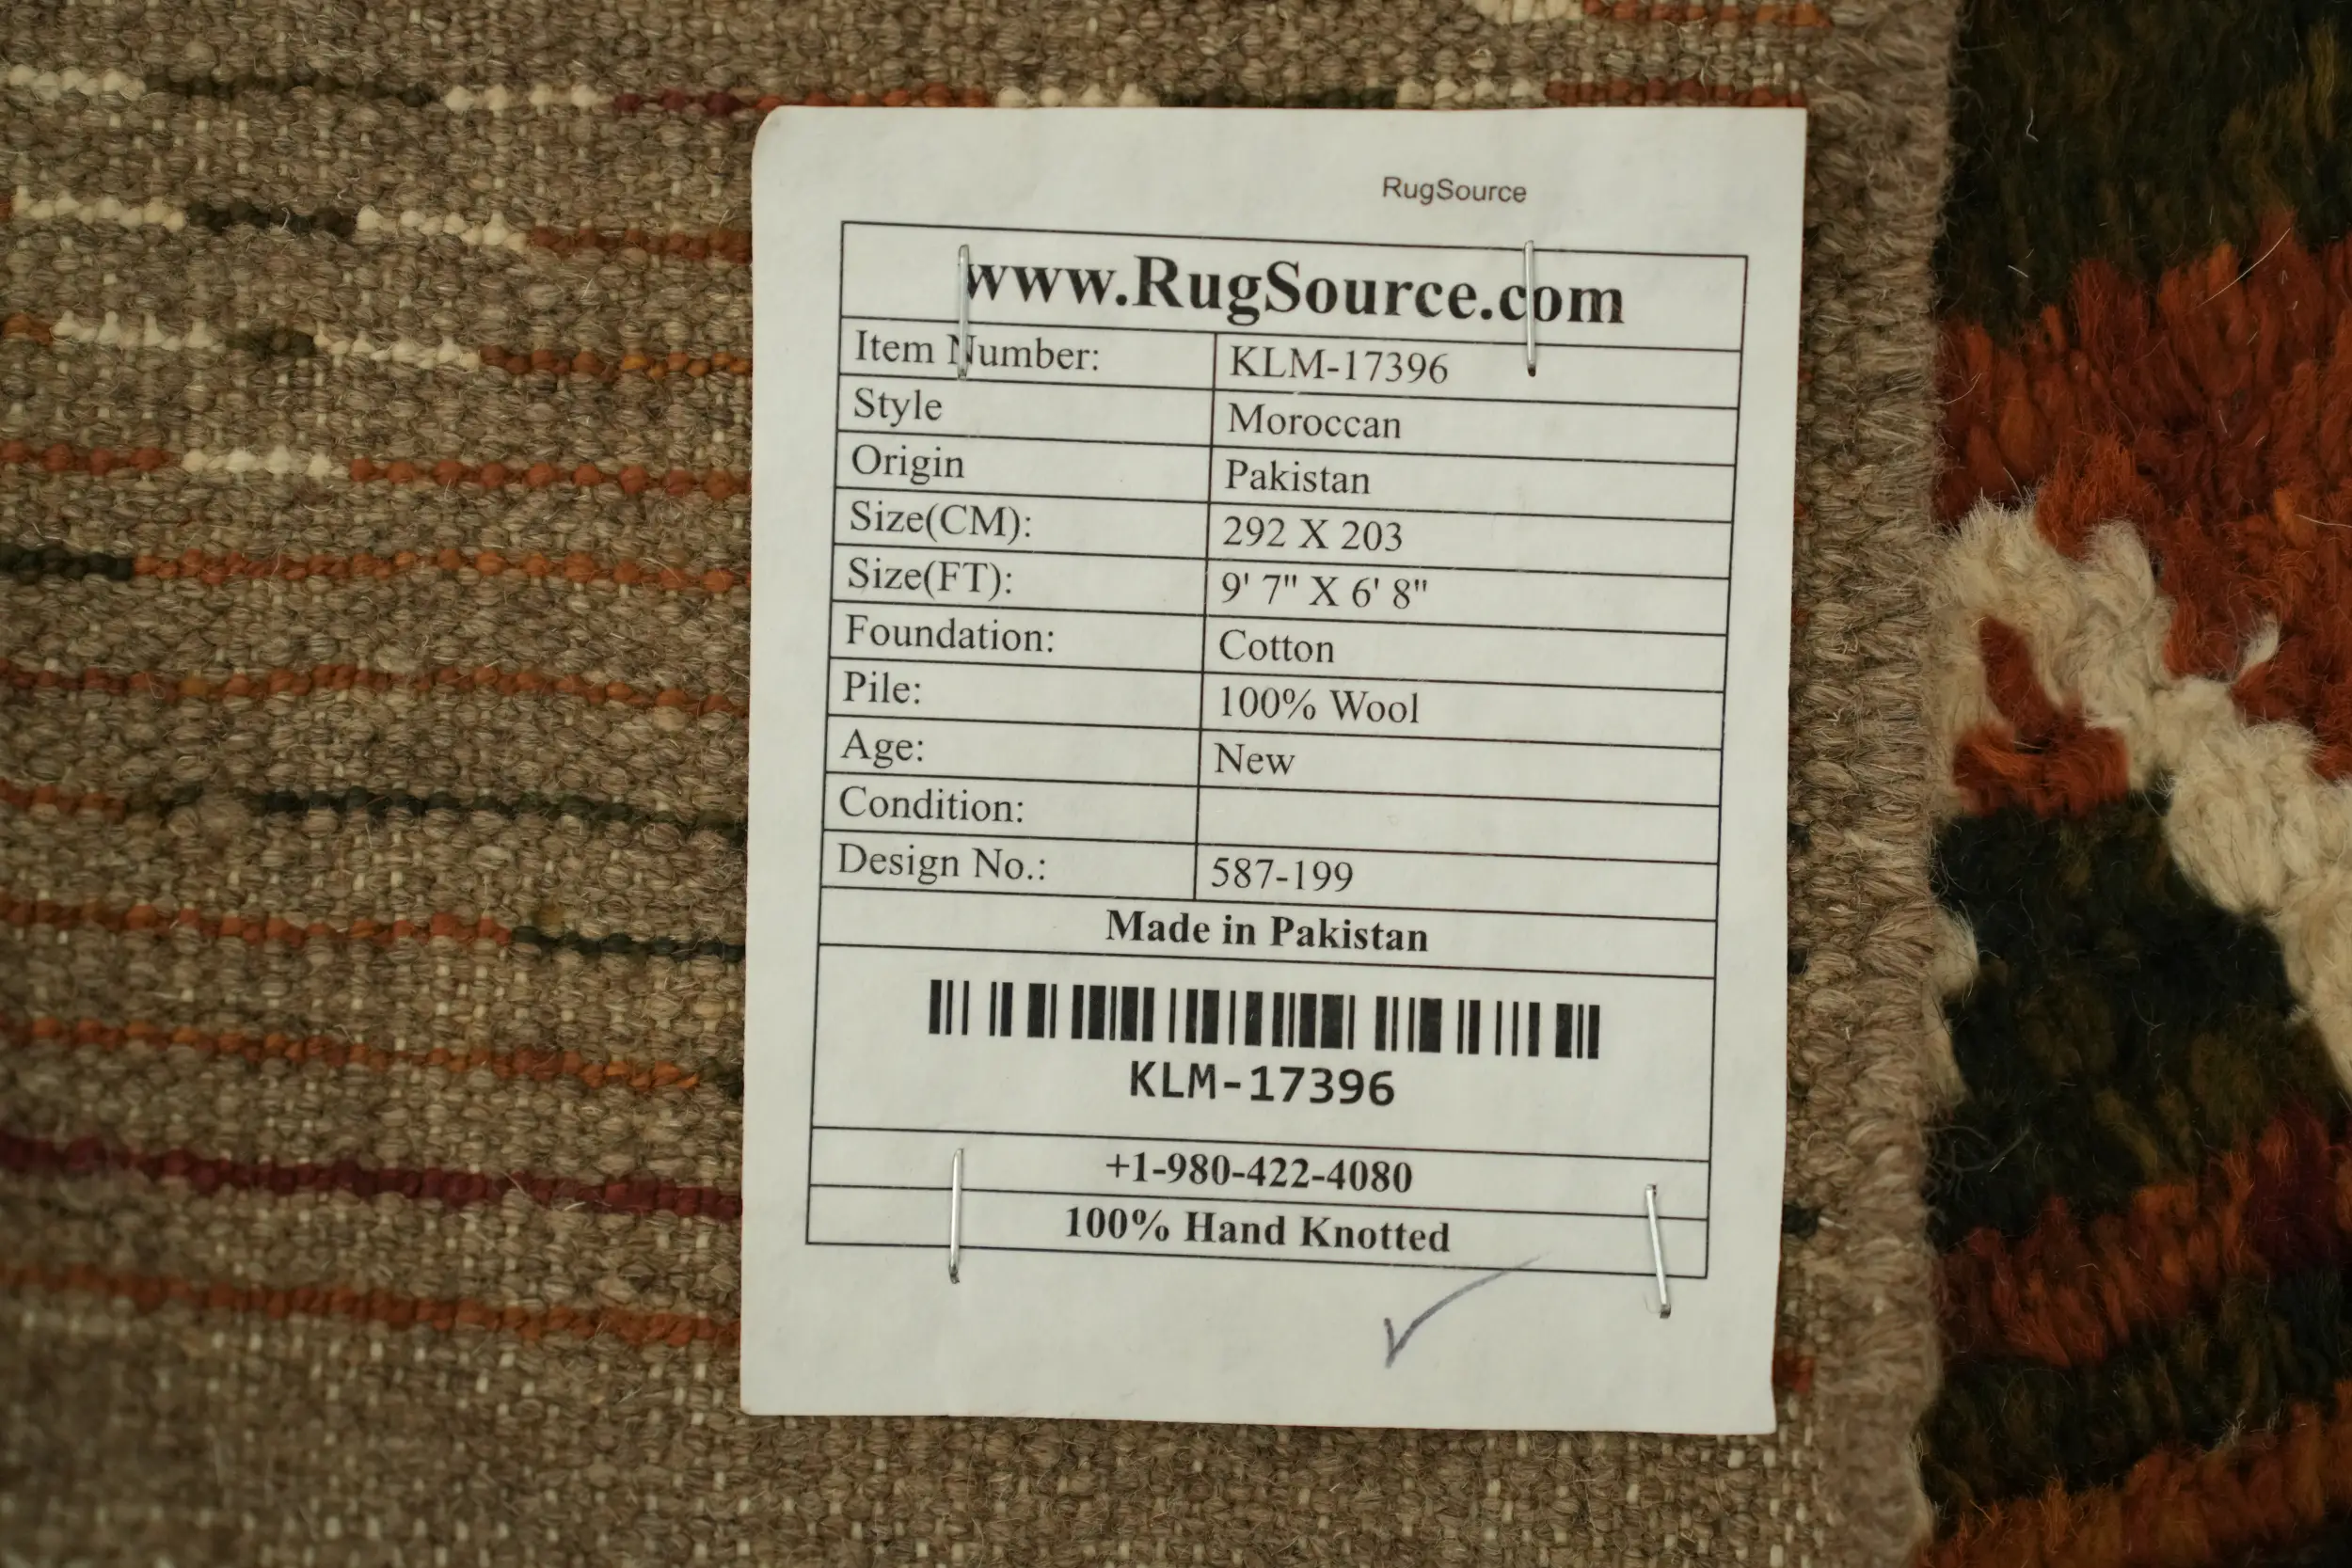 RugSource
www.RugSource.com
Item Number: KLM-17396
Style Moroccan
Origin Pakistan
Size(CM): 292 X 203
Size(FT): 9' 7" X 6' 8"
Foundation: Cotton
Pile: 100% Wool
Age: New
Condition:
Design No.: 587-199
Made in Pakistan
KLM-17396
+1-980-422-4080
100% Hand Knotted